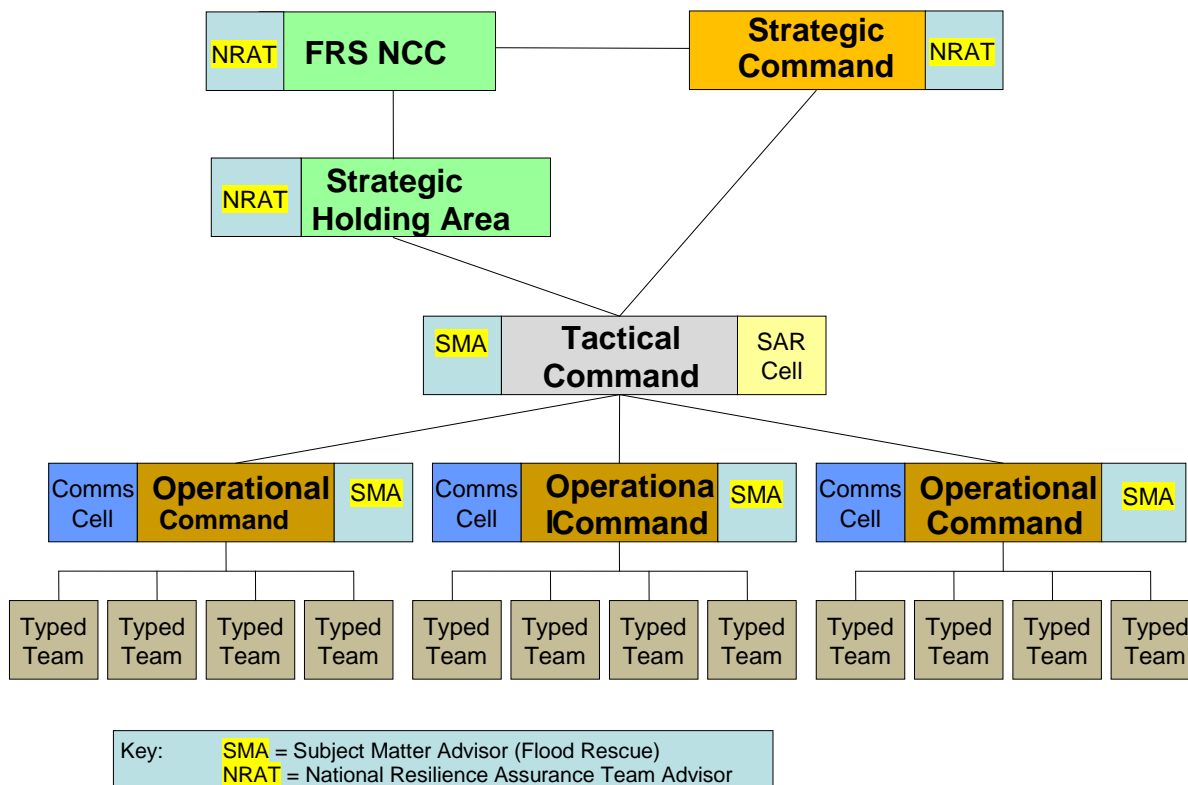 NRAT
FRS NCC
Strategic
Command
NRAT
NRAT
Strategic
Holding Area
SMA
Tactical
Command
SAR
Cell
Comms
Cell
Operational
Command
SMA
Comms
Cell
Operationa
lCommand
SMA
Comms
Cell
Operational
Command
SMA
Typed
Team
Typed
Team
Typed
Team
Typed
Team
Typed
Team
Typed
Team
Typed
Team
Typed
Team
Typed
Team
Typed
Team
Typed
Team
Typed
Team
Key: SMA = Subject Matter Advisor (Flood Rescue)
NRAT = National Resilience Assurance Team Advisor